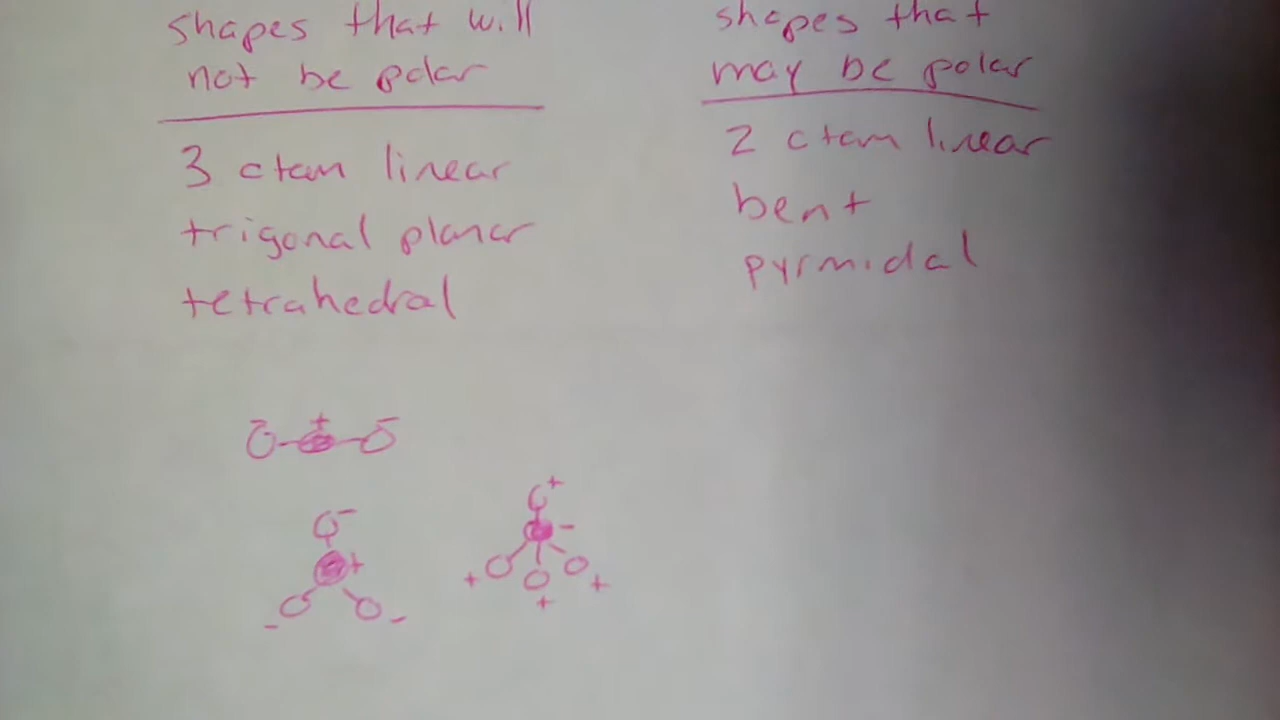 shapes that will
not be polar
3 atom linear
trigonal planar
tetrahedral
shapes that
may be polar
2 atom linear
bent
pyrmidal
+
- -
-
+
- -
+
-
+ + +